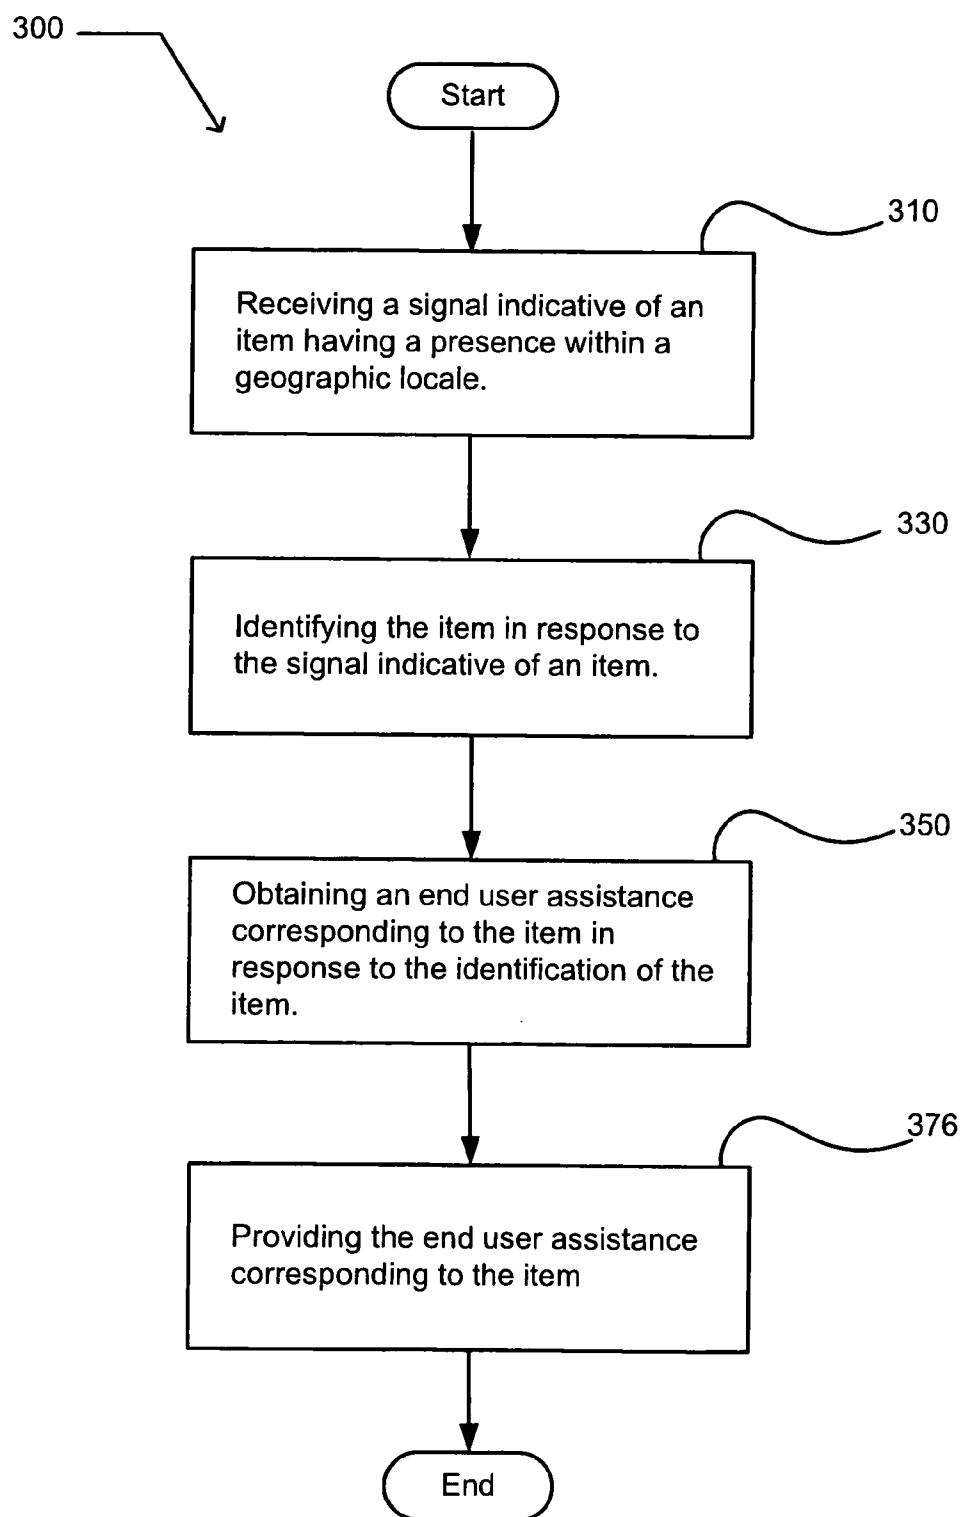 300
Start
310
Receiving a signal indicative of an
item having a presence within a
geographic locale.
330
Identifying the item in response to
the signal indicative of an item.
350
Obtaining an end user assistance
corresponding to the item in
response to the identification of the
item.
376
Providing the end user assistance
corresponding to the item
End